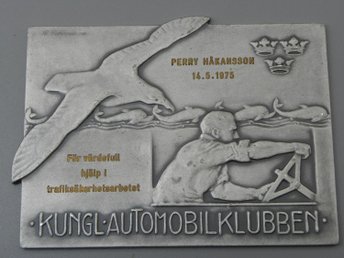 PERRY HÅKANSSON
14.5.1975
För värdefull
hjälp i
trafiksäkerhetsarbetet
·KUNGL·AUTOMOBILKLUBBEN·